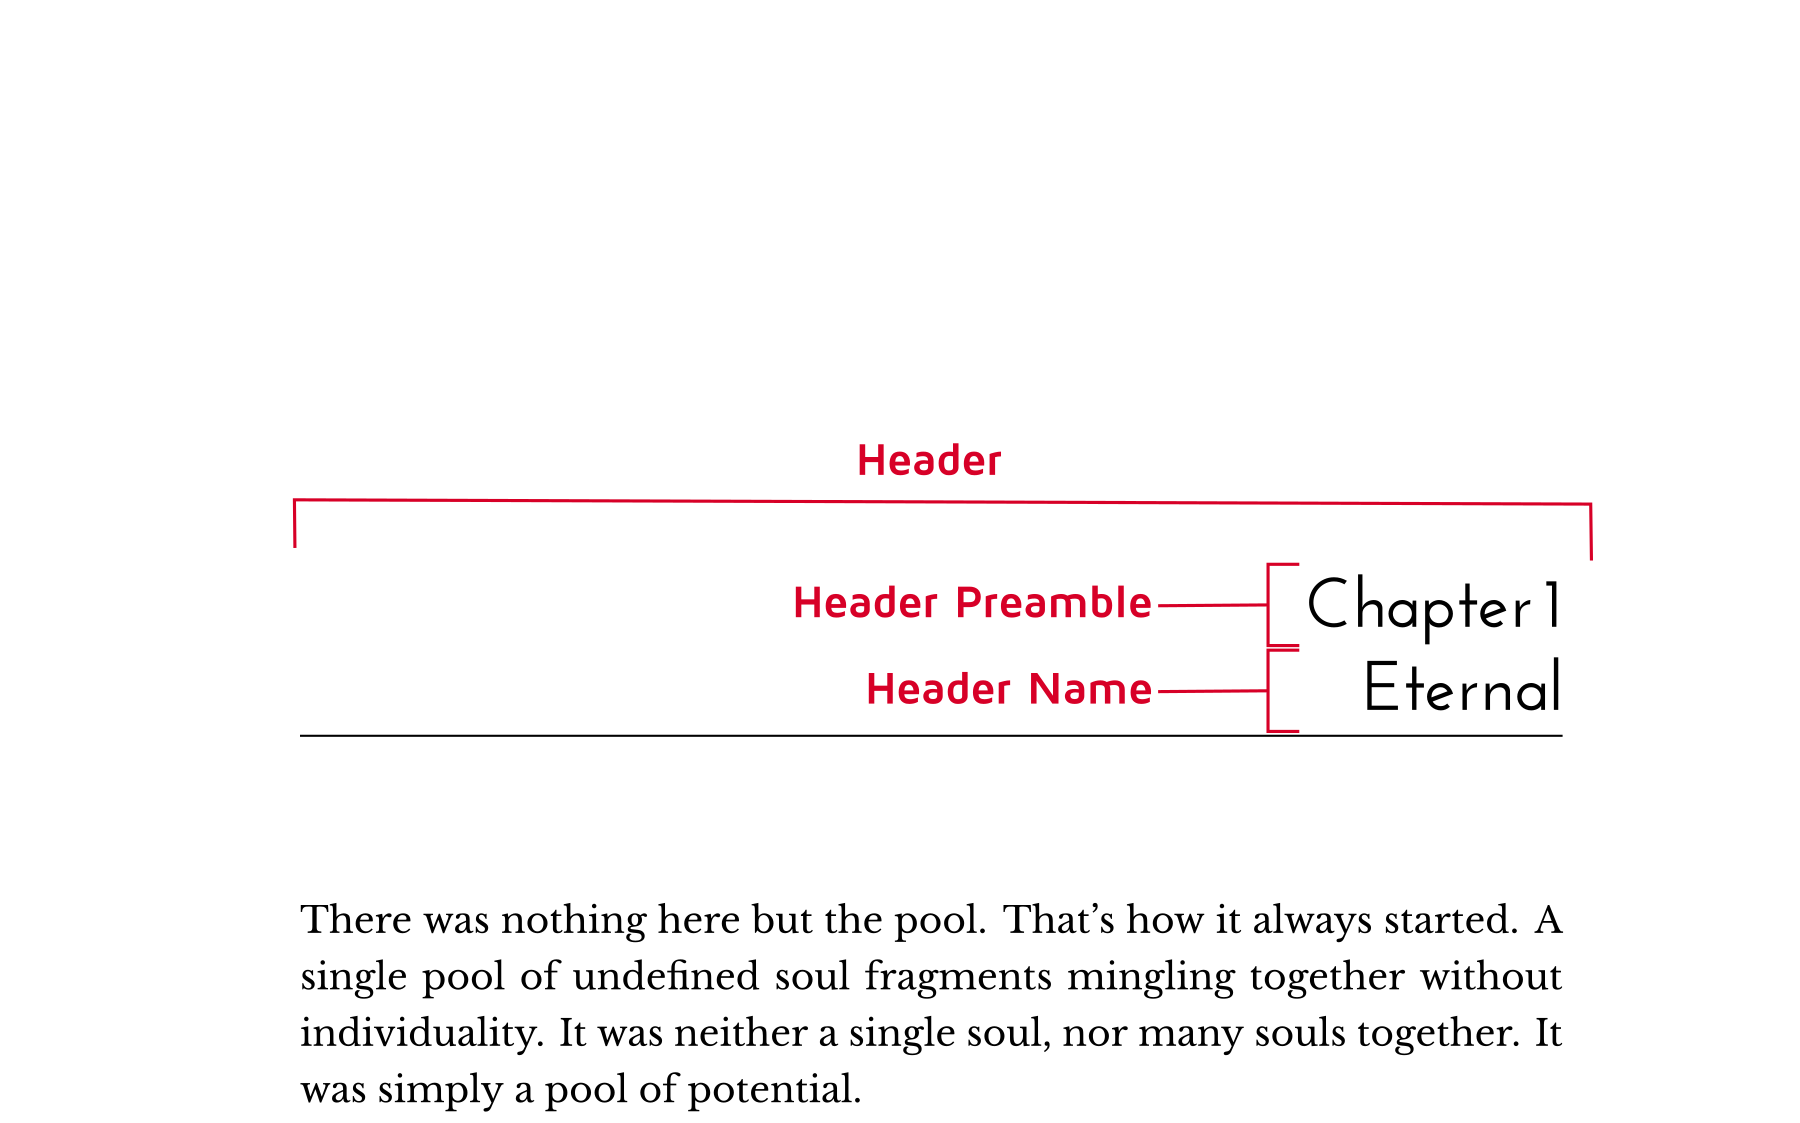 Header
Header Preamble Chapter 1
Header Name Eternal
There was nothing here but the pool. That’s how it always started. A
single pool of undefined soul fragments mingling together without
individuality. It was neither a single soul, nor many souls together. It
was simply a pool of potential.